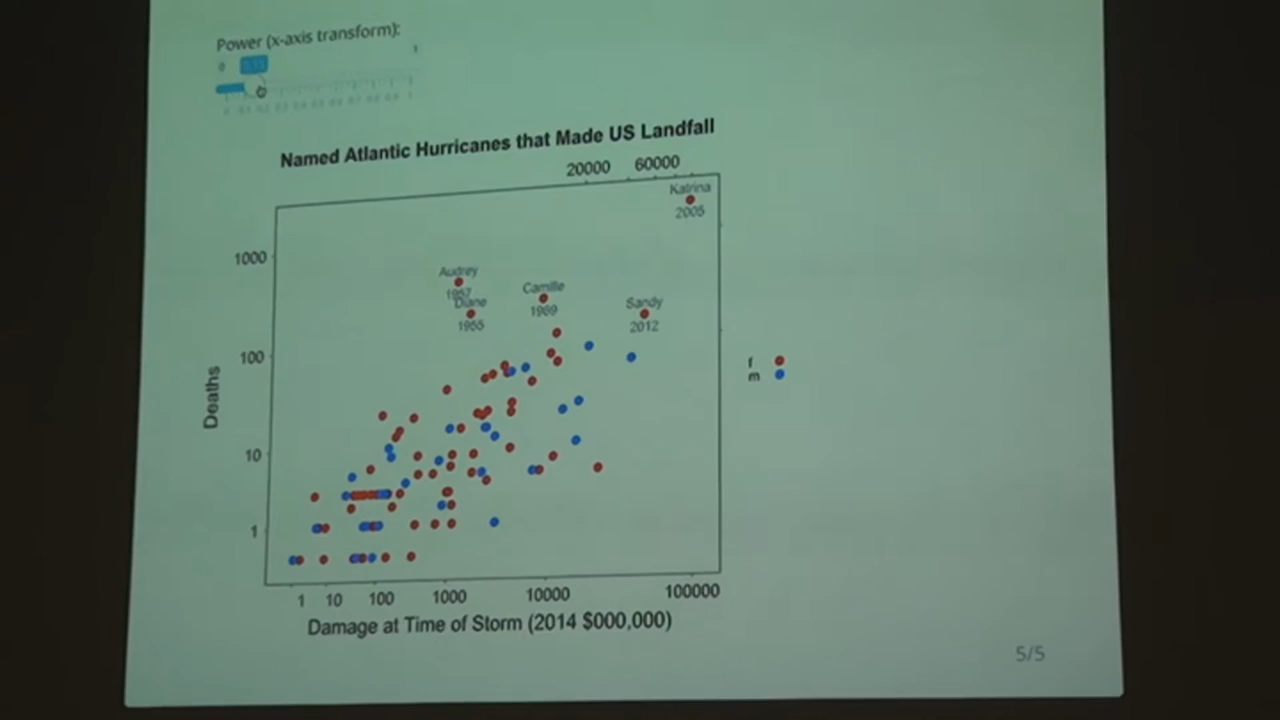 Power (x-axis transform):
0
1
Named Atlantic Hurricanes that Made US Landfall
20000 60000
Katrina
2005
1000
Audrey
1957
Diane
1955
Camille
1969
Sandy
2012
100
f
m
Deaths
10
1
1 10 100 1000 10000 100000
Damage at Time of Storm (2014 $000,000)
5/5